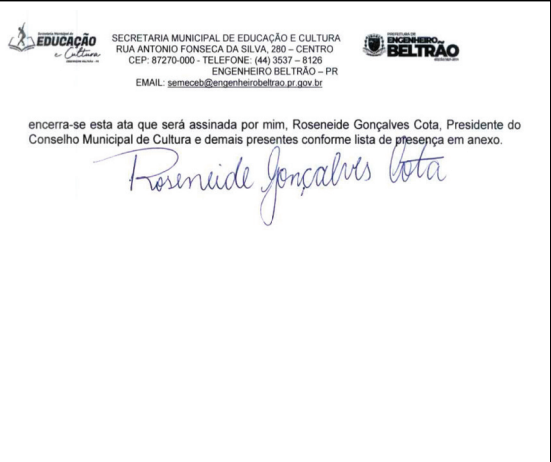 EDUCAÇÃO
e Cultura
SECRETARIA MUNICIPAL DE EDUCAÇÃO E CULTURA
RUA ANTONIO FONSECA DA SILVA, 280 – CENTRO
CEP: 87270-000 - TELEFONE: (44) 3537 – 8126
ENGENHEIRO BELTRÃO – PR
EMAIL: semeceb@engenheirobeltrao.pr.gov.br
PREFEITURA DE
ENGENHEIRO
BELTRÃO
encerra-se esta ata que será assinada por mim, Roseneide Gonçalves Cota, Presidente do
Conselho Municipal de Cultura e demais presentes conforme lista de presença em anexo.
Roseneide Gonçalves Cota